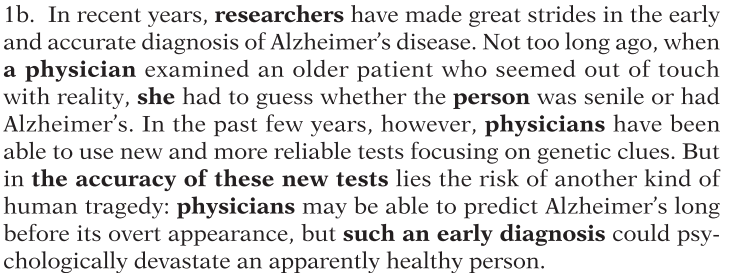 1b. In recent years, researchers have made great strides in the early
and accurate diagnosis of Alzheimer’s disease. Not too long ago, when
a physician examined an older patient who seemed out of touch
with reality, she had to guess whether the person was senile or had
Alzheimer’s. In the past few years, however, physicians have been
able to use new and more reliable tests focusing on genetic clues. But
in the accuracy of these new tests lies the risk of another kind of
human tragedy: physicians may be able to predict Alzheimer’s long
before its overt appearance, but such an early diagnosis could psy-
chologically devastate an apparently healthy person.